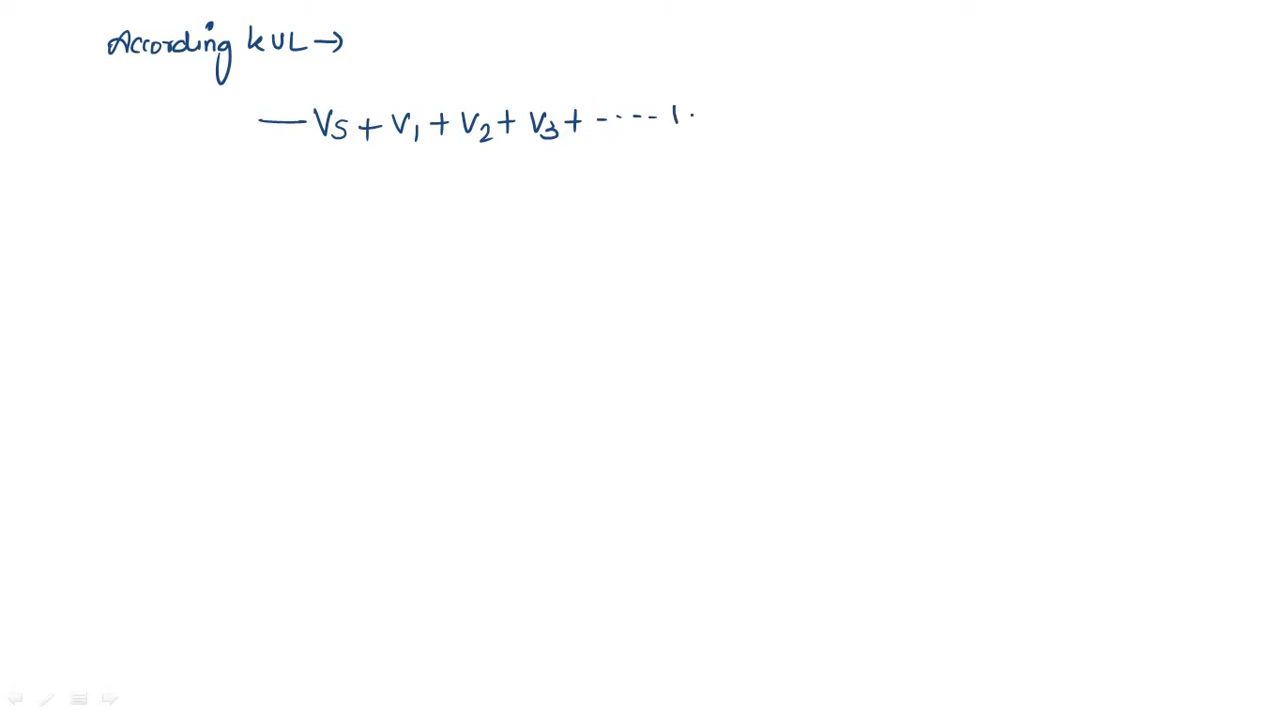 According KVL →
— VS + V1 + V2 + V3 + -----